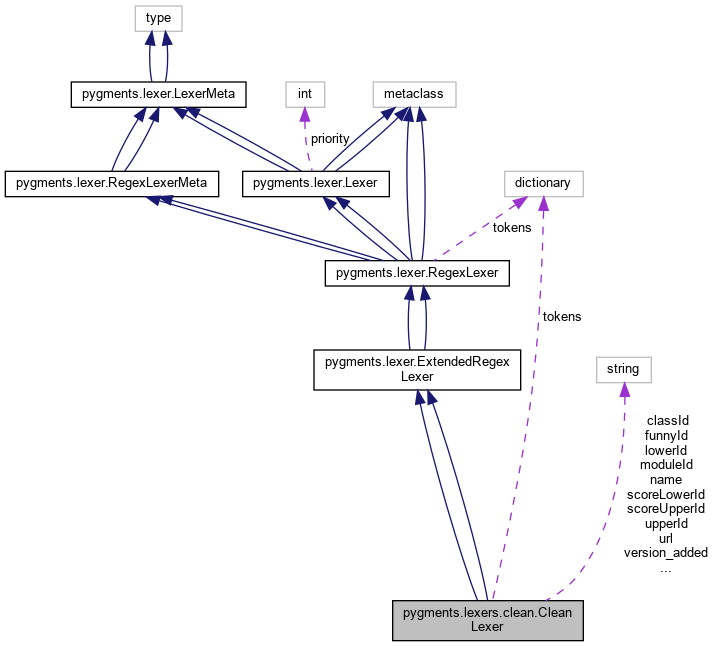 type
pygments.lexer.LexerMeta
int
metaclass
priority
pygments.lexer.RegexLexerMeta
pygments.lexer.Lexer
dictionary
tokens
pygments.lexer.RegexLexer
tokens
pygments.lexer.ExtendedRegex
Lexer
string
classId
funnyId
lowerId
moduleId
name
scoreLowerId
scoreUpperId
upperId
url
version_added
...
pygments.lexers.clean.Clean
Lexer